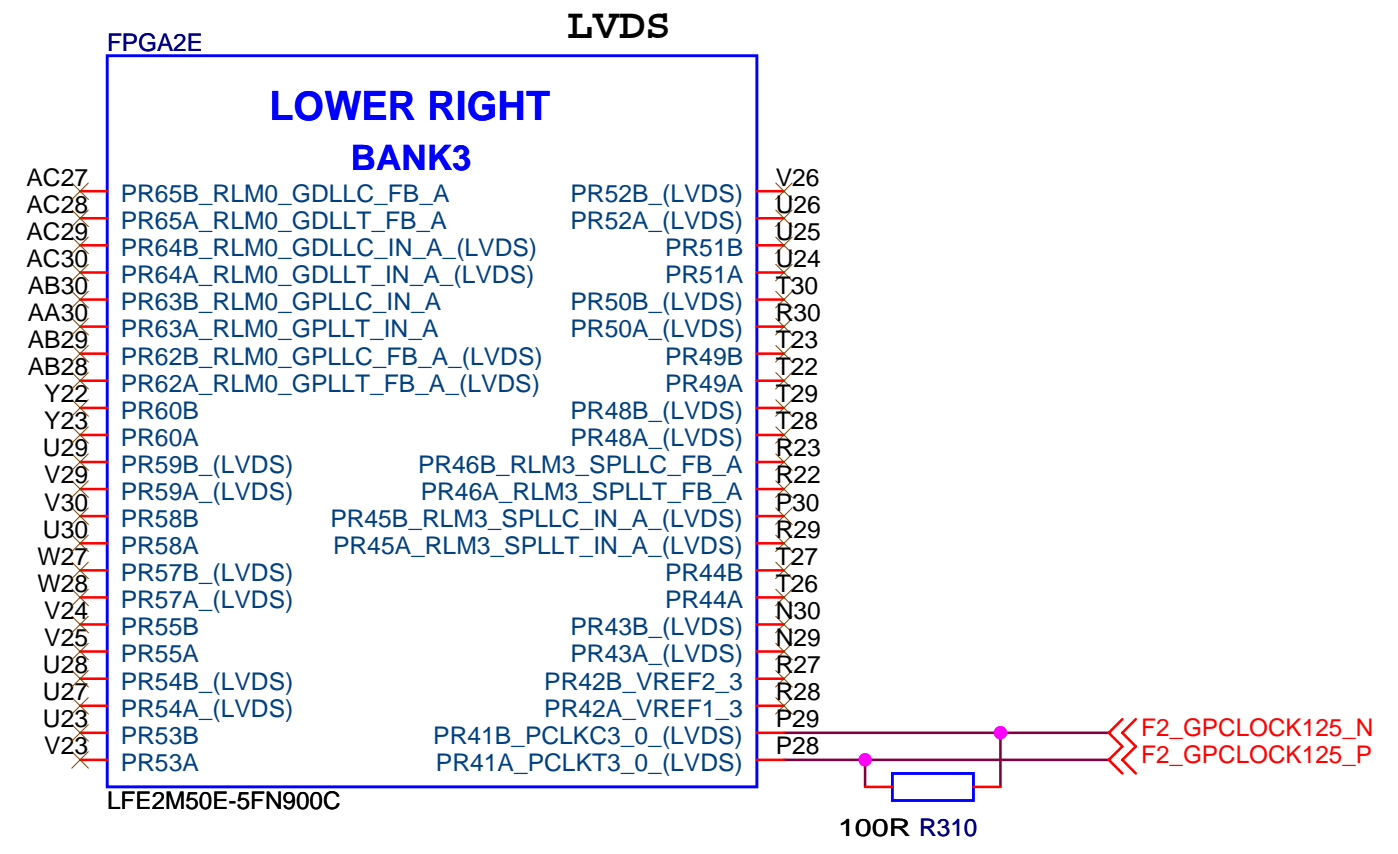 LVDS
FPGA2E
LOWER RIGHT
BANK3
AC27 PR65B_RLM0_GDLLC_FB_A PR52B_(LVDS) V26
AC28 PR65A_RLM0_GDLLT_FB_A PR52A_(LVDS) U26
AC29 PR64B_RLM0_GDLLC_IN_A_(LVDS) PR51B U25
AC30 PR64A_RLM0_GDLLT_IN_A_(LVDS) PR51A U24
AB30 PR63B_RLM0_GPLLC_IN_A PR50B_(LVDS) T30
AA30 PR63A_RLM0_GPLLT_IN_A PR50A_(LVDS) R30
AB29 PR62B_RLM0_GPLLC_FB_A_(LVDS) PR49B T23
AB28 PR62A_RLM0_GPLLT_FB_A_(LVDS) PR49A T22
Y22 PR60B PR48B_(LVDS) T29
Y23 PR60A PR48A_(LVDS) T28
U29 PR59B_(LVDS) PR46B_RLM3_SPLLC_FB_A R23
V29 PR59A_(LVDS) PR46A_RLM3_SPLLT_FB_A R22
V30 PR58B PR45B_RLM3_SPLLC_IN_A_(LVDS) P30
U30 PR58A PR45A_RLM3_SPLLT_IN_A_(LVDS) R29
W27 PR57B_(LVDS) PR44B T27
W28 PR57A_(LVDS) PR44A T26
V24 PR55B PR43B_(LVDS) N30
V25 PR55A PR43A_(LVDS) N29
U28 PR54B_(LVDS) PR42B_VREF2_3 R27
U27 PR54A_(LVDS) PR42A_VREF1_3 R28
U23 PR53B PR41B_PCLKC3_0_(LVDS) P29 F2_GPCLOCK125_N
V23 PR53A PR41A_PCLKT3_0_(LVDS) P28 F2_GPCLOCK125_P
LFE2M50E-5FN900C
100R R310